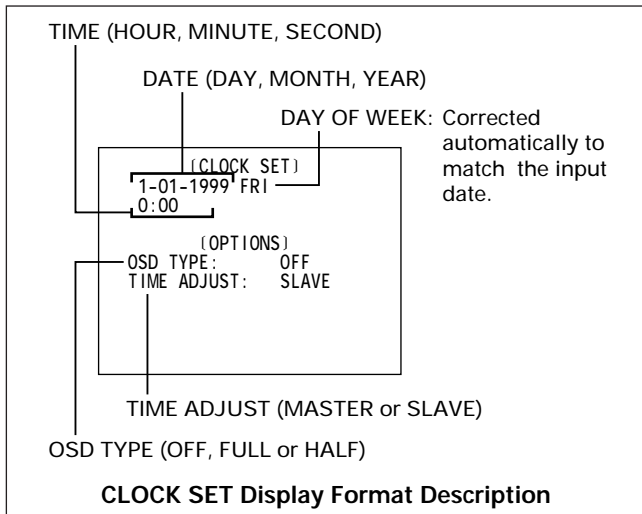 TIME (HOUR, MINUTE, SECOND)
DATE (DAY, MONTH, YEAR)
DAY OF WEEK: Corrected
automatically to
match the input
date.
(CLOCK SET)
1-01-1999 FRI
0:00
(OPTIONS)
OSD TYPE: OFF
TIME ADJUST: SLAVE
TIME ADJUST (MASTER or SLAVE)
OSD TYPE (OFF, FULL or HALF)
CLOCK SET Display Format Description